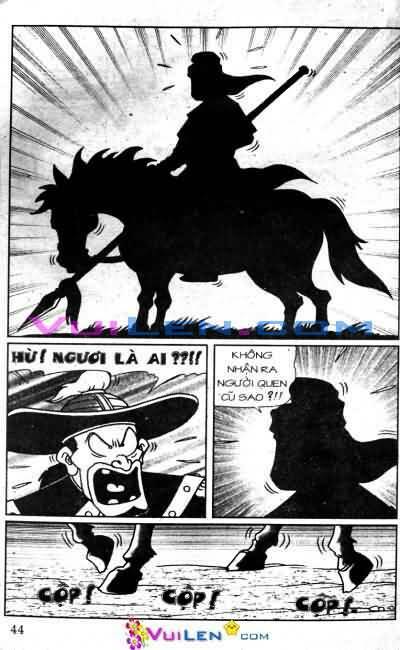 VUILEN.COM
HỪ! NGƯƠI LÀ AI??!!
KHÔNG
NHẬN RA
NGƯỜI QUEN
CŨ SAO?!!
CỘP!
CỘP!
CỘP!
44
VUILEN.COM